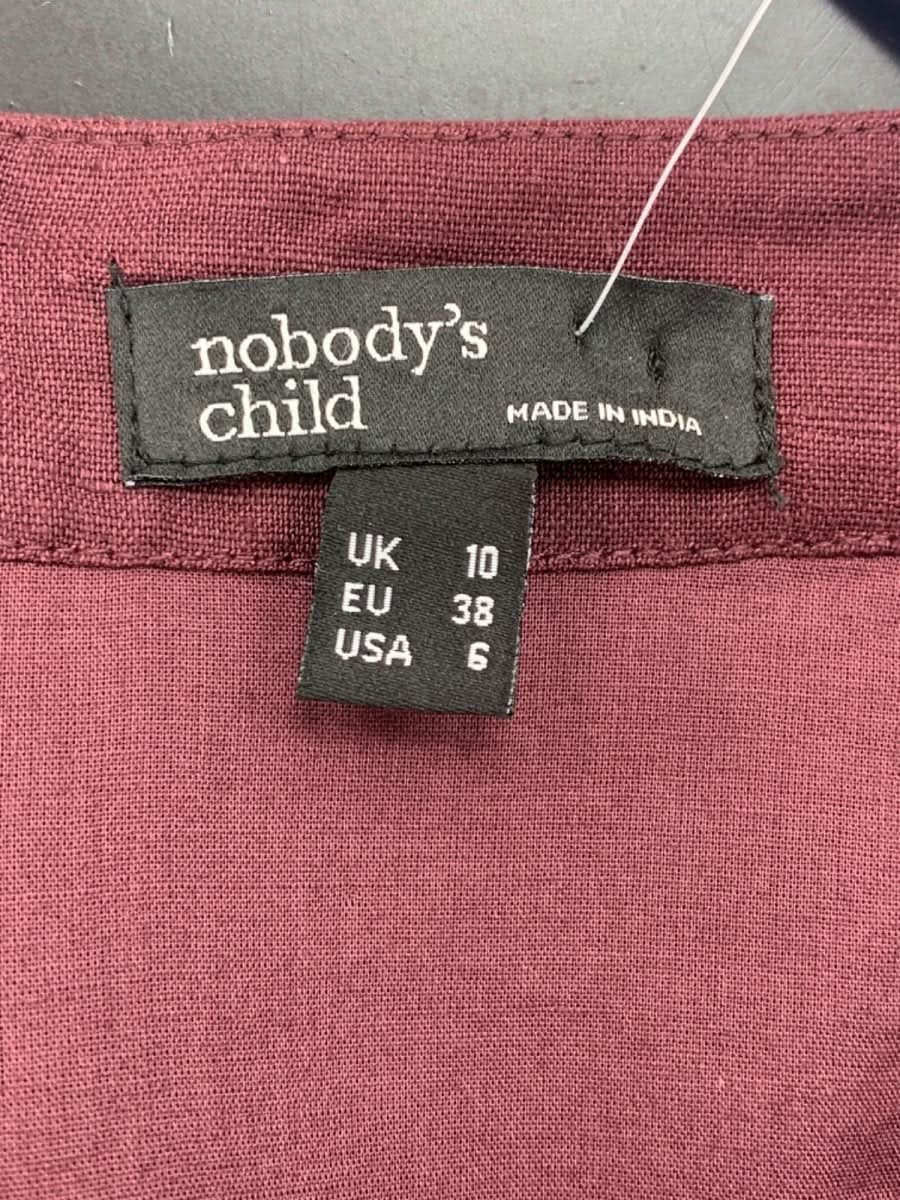 nobody's
child
MADE IN INDIA
UK 10
EU 38
USA 6